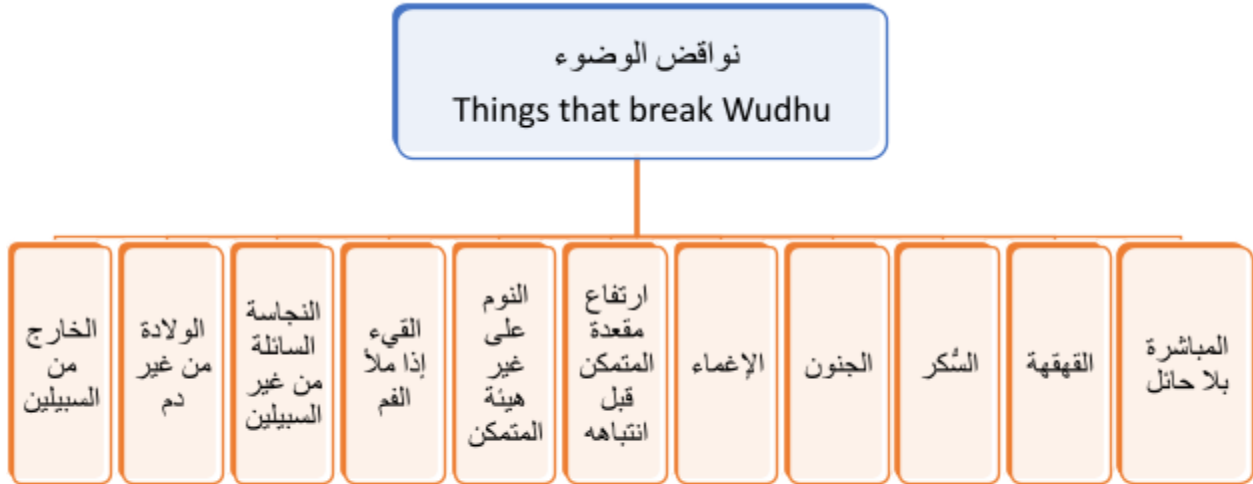 نواقض الوضوء
Things that break Wudhu
المباشرة
بلا حائل
القهقهة
السُّكر
الجنون
الإغماء
ارتفاع
مقعدة
المتمكن
قبل
انتباهه
النوم
على
غير
هيئة
المتمكن
القيء
إذا ملأ
الفم
النجاسة
السائلة
من غير
السبيلين
الولادة
من غير
دم
الخارج
من
السبيلين